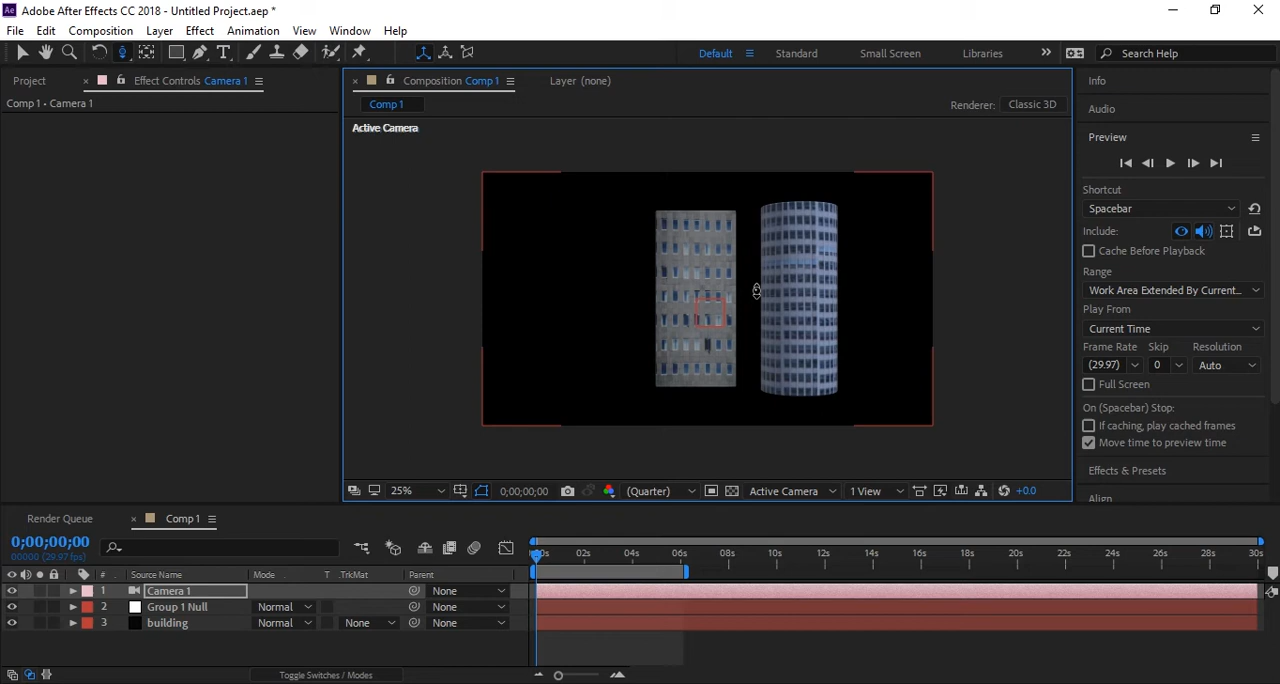 Ae Adobe After Effects CC 2018 - Untitled Project.aep *
File Edit Composition Layer Effect Animation View Window Help
Default Standard Small Screen Libraries Search Help
Project Effect Controls Camera 1 Composition Comp 1 Layer (none) Info
Comp 1 • Camera 1 Comp 1 Renderer: Classic 3D Audio
Active Camera
Preview
Shortcut
Spacebar
Include:
Cache Before Playback
Range
Work Area Extended By Current...
Play From
Current Time
Frame Rate Skip Resolution
(29.97) 0 Auto
Full Screen
On (Spacebar) Stop:
If caching, play cached frames
Move time to preview time
Effects & Presets
25% 0;00;00;00 (Quarter) Active Camera 1 View +0.0
Align
Render Queue Comp 1
0;00;00;00
00000 (29.97 fps)
00s 02s 04s 06s 08s 10s 12s 14s 16s 18s 20s 22s 24s 26s 28s 30s
# Source Name Mode T .TrkMat Parent
1 Camera 1 None
2 Group 1 Null Normal None
3 building Normal None None
Toggle Switches / Modes